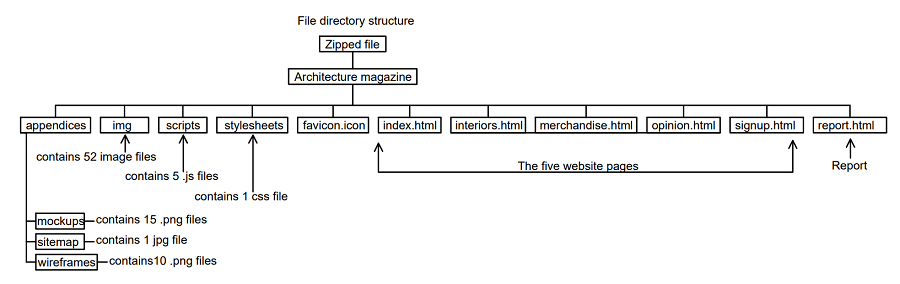 File directory structure
Zipped file
Architecture magazine
appendices
img
scripts
stylesheets
favicon.icon
index.html
interiors.html
merchandise.html
opinion.html
signup.html
report.html
contains 52 image files
contains 5 .js files
contains 1 css file
The five website pages
Report
mockups
contains 15 .png files
sitemap
contains 1 jpg file
wireframes
contains10 .png files